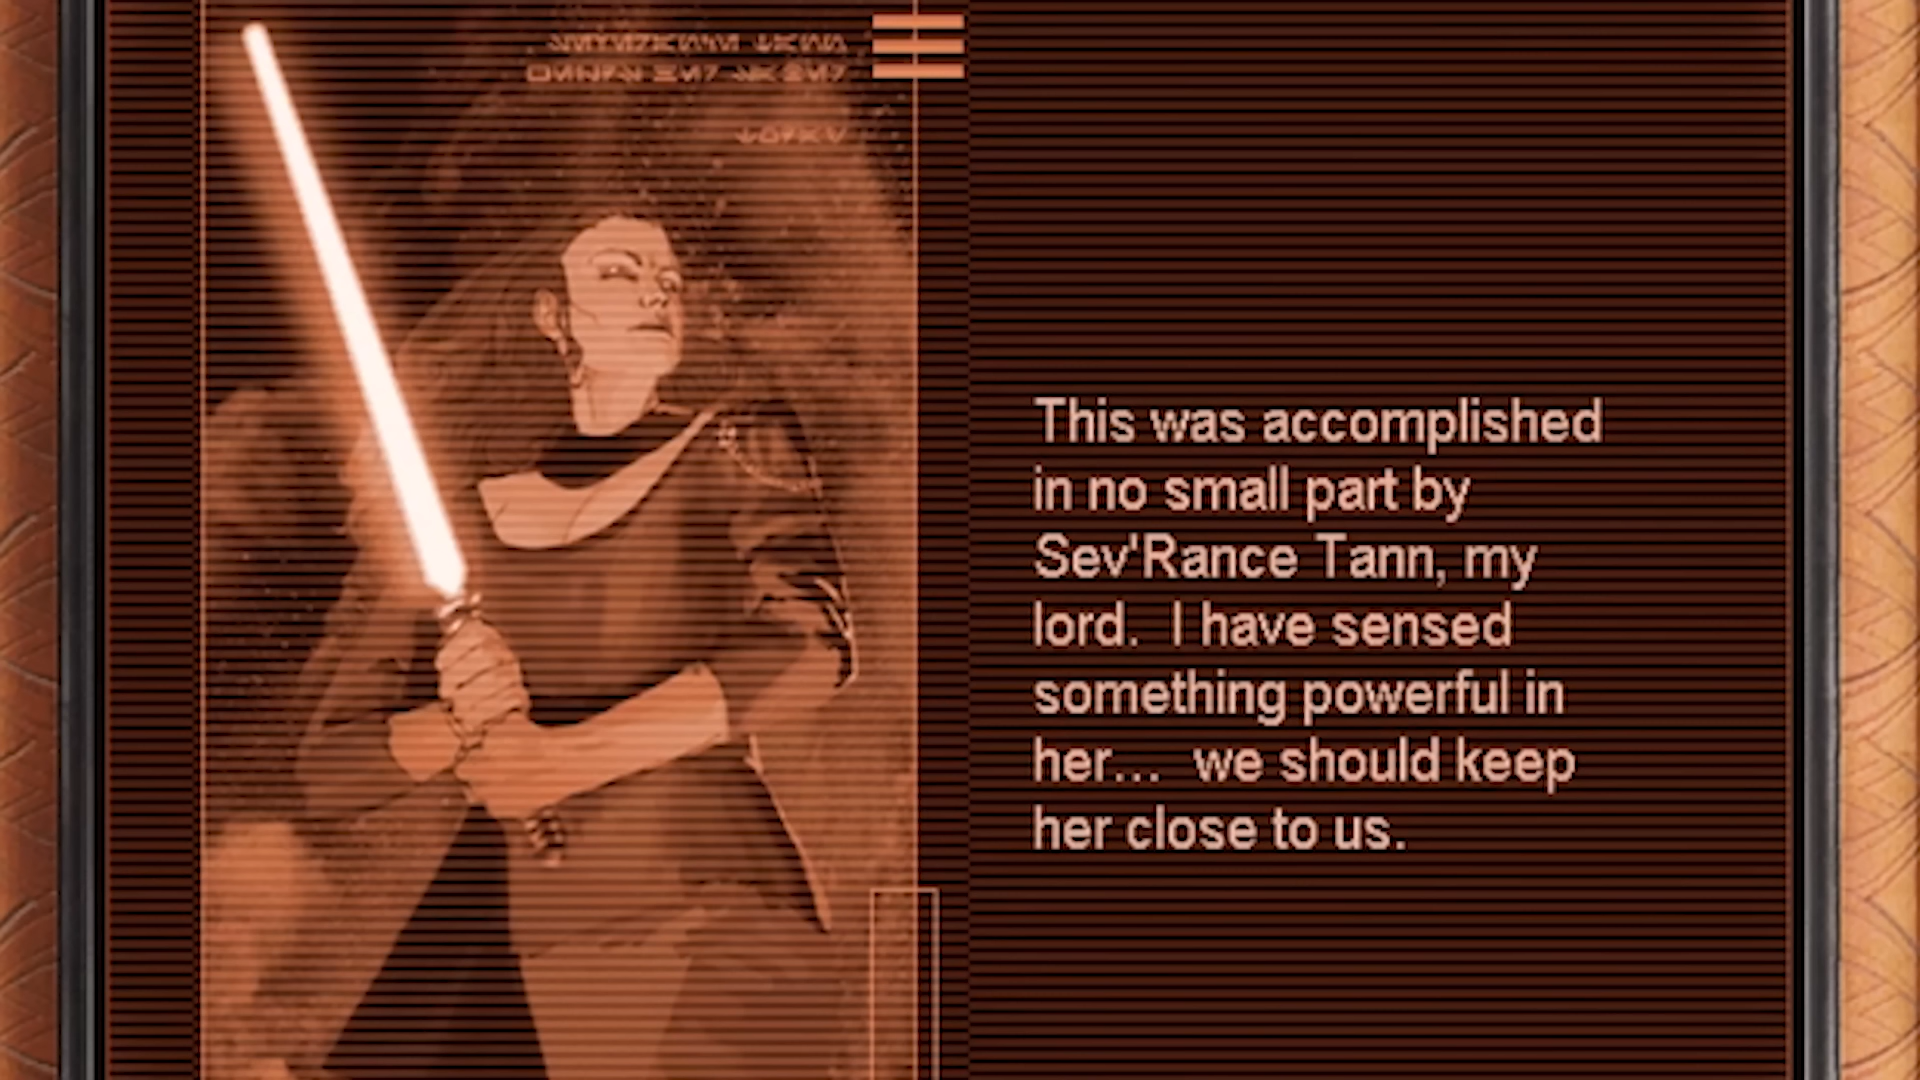 This was accomplished
in no small part by
Sev'Rance Tann, my
lord.  I have sensed
something powerful in
her...  we should keep
her close to us.